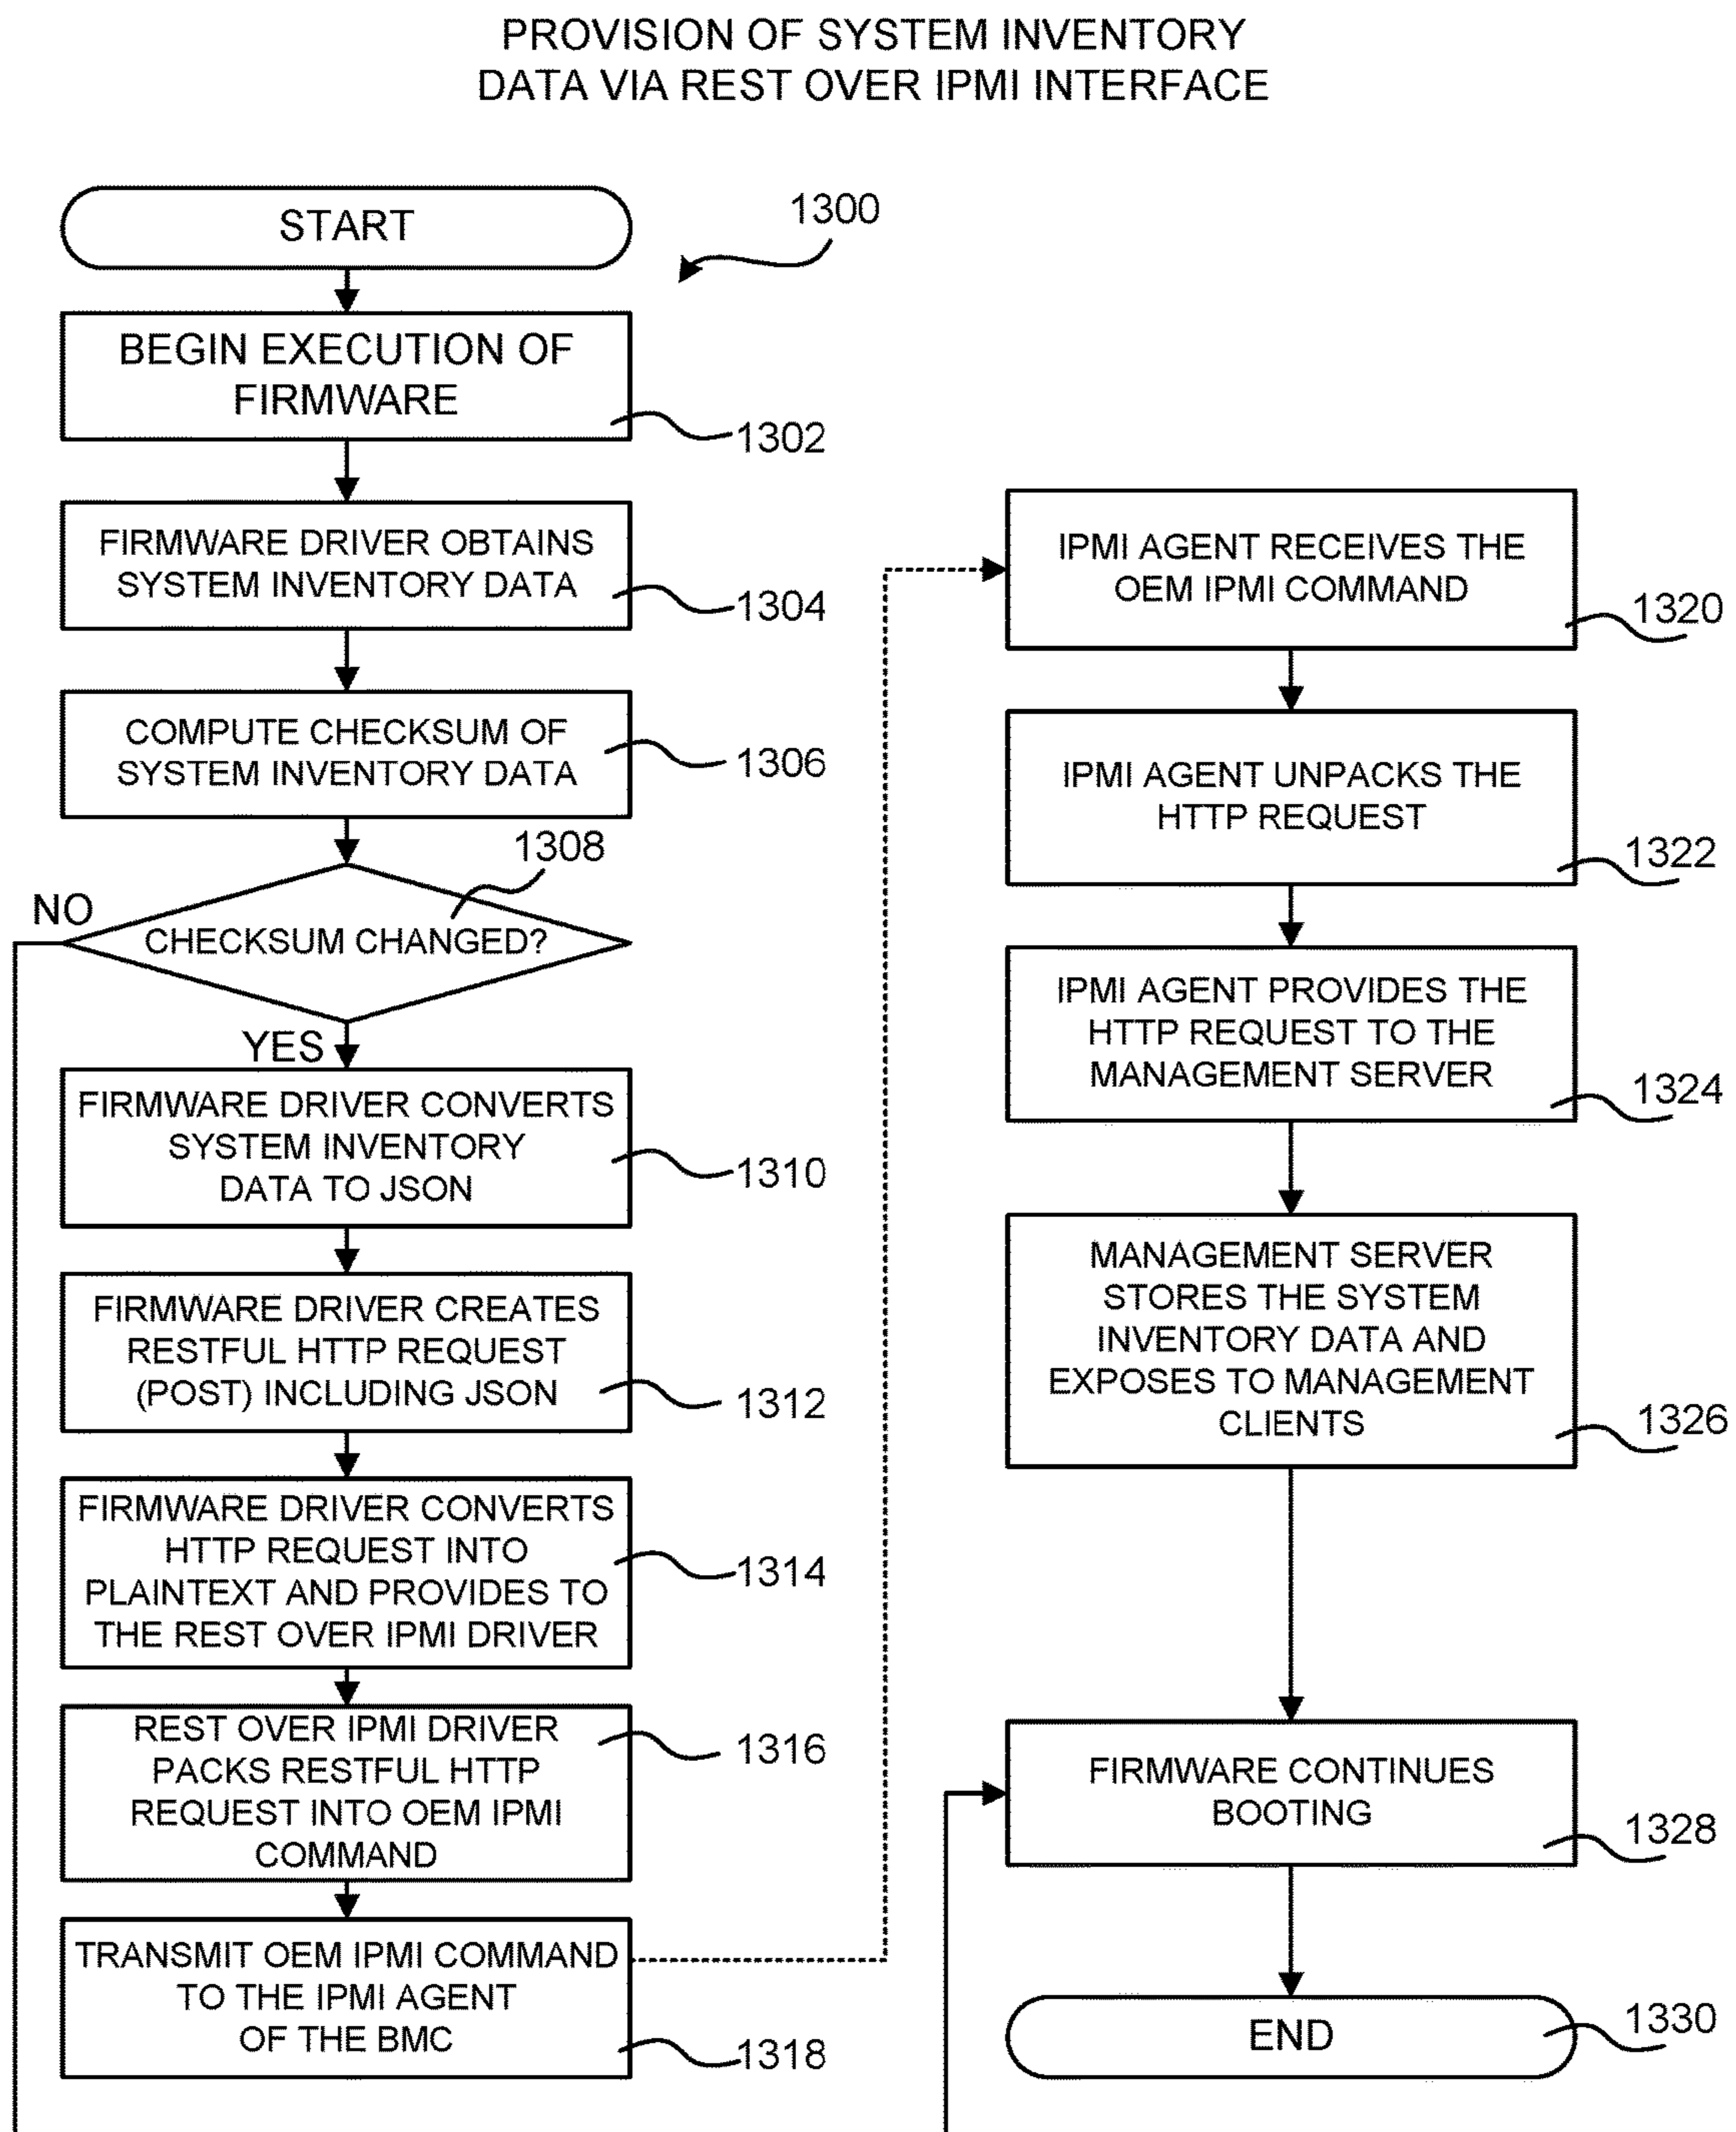 PROVISION OF SYSTEM INVENTORY
DATA VIA REST OVER IPMI INTERFACE
START
1300
BEGIN EXECUTION OF
FIRMWARE
1302
FIRMWARE DRIVER OBTAINS
SYSTEM INVENTORY DATA
1304
COMPUTE CHECKSUM OF
SYSTEM INVENTORY DATA
1306
1308
NO
CHECKSUM CHANGED?
YES
FIRMWARE DRIVER CONVERTS
SYSTEM INVENTORY
DATA TO JSON
1310
FIRMWARE DRIVER CREATES
RESTFUL HTTP REQUEST
(POST) INCLUDING JSON
1312
FIRMWARE DRIVER CONVERTS
HTTP REQUEST INTO
PLAINTEXT AND PROVIDES TO
THE REST OVER IPMI DRIVER
1314
REST OVER IPMI DRIVER
PACKS RESTFUL HTTP
REQUEST INTO OEM IPMI
COMMAND
1316
TRANSMIT OEM IPMI COMMAND
TO THE IPMI AGENT
OF THE BMC
1318
IPMI AGENT RECEIVES THE
OEM IPMI COMMAND
1320
IPMI AGENT UNPACKS THE
HTTP REQUEST
1322
IPMI AGENT PROVIDES THE
HTTP REQUEST TO THE
MANAGEMENT SERVER
1324
MANAGEMENT SERVER
STORES THE SYSTEM
INVENTORY DATA AND
EXPOSES TO MANAGEMENT
CLIENTS
1326
FIRMWARE CONTINUES
BOOTING
1328
END
1330